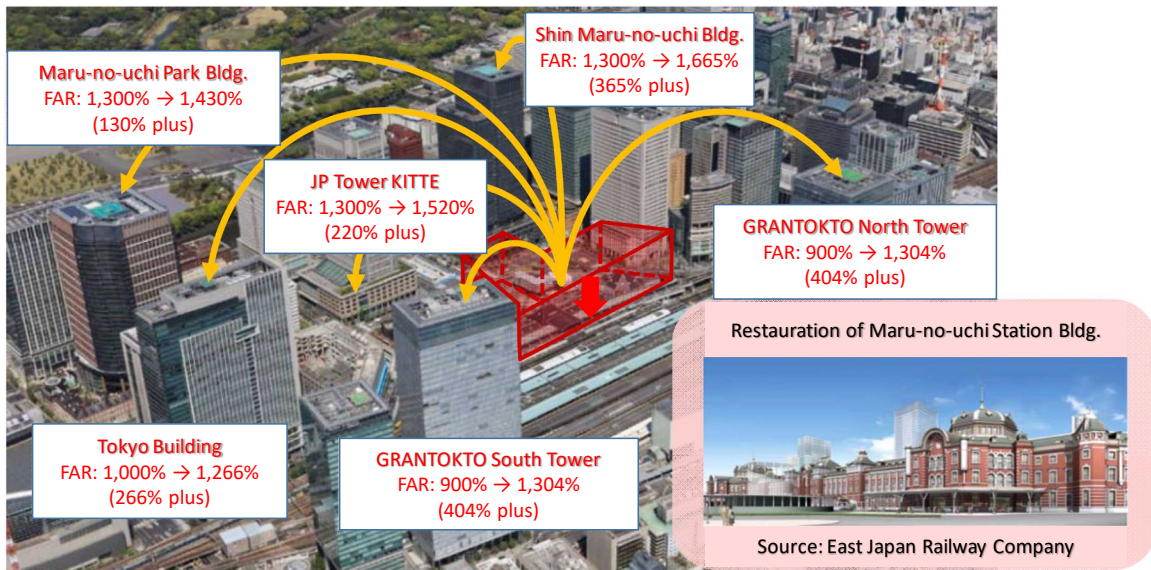 Shin Maru-no-uchi Bldg.
FAR: 1,300% → 1,665%
(365% plus)
Maru-no-uchi Park Bldg.
FAR: 1,300% → 1,430%
(130% plus)
JP Tower KITTE
FAR: 1,300% → 1,520%
(220% plus)
GRANTOKTO North Tower
FAR: 900% → 1,304%
(404% plus)
Tokyo Building
FAR: 1,000% → 1,266%
(266% plus)
GRANTOKTO South Tower
FAR: 900% → 1,304%
(404% plus)
Restauration of Maru-no-uchi Station Bldg.
Source: East Japan Railway Company